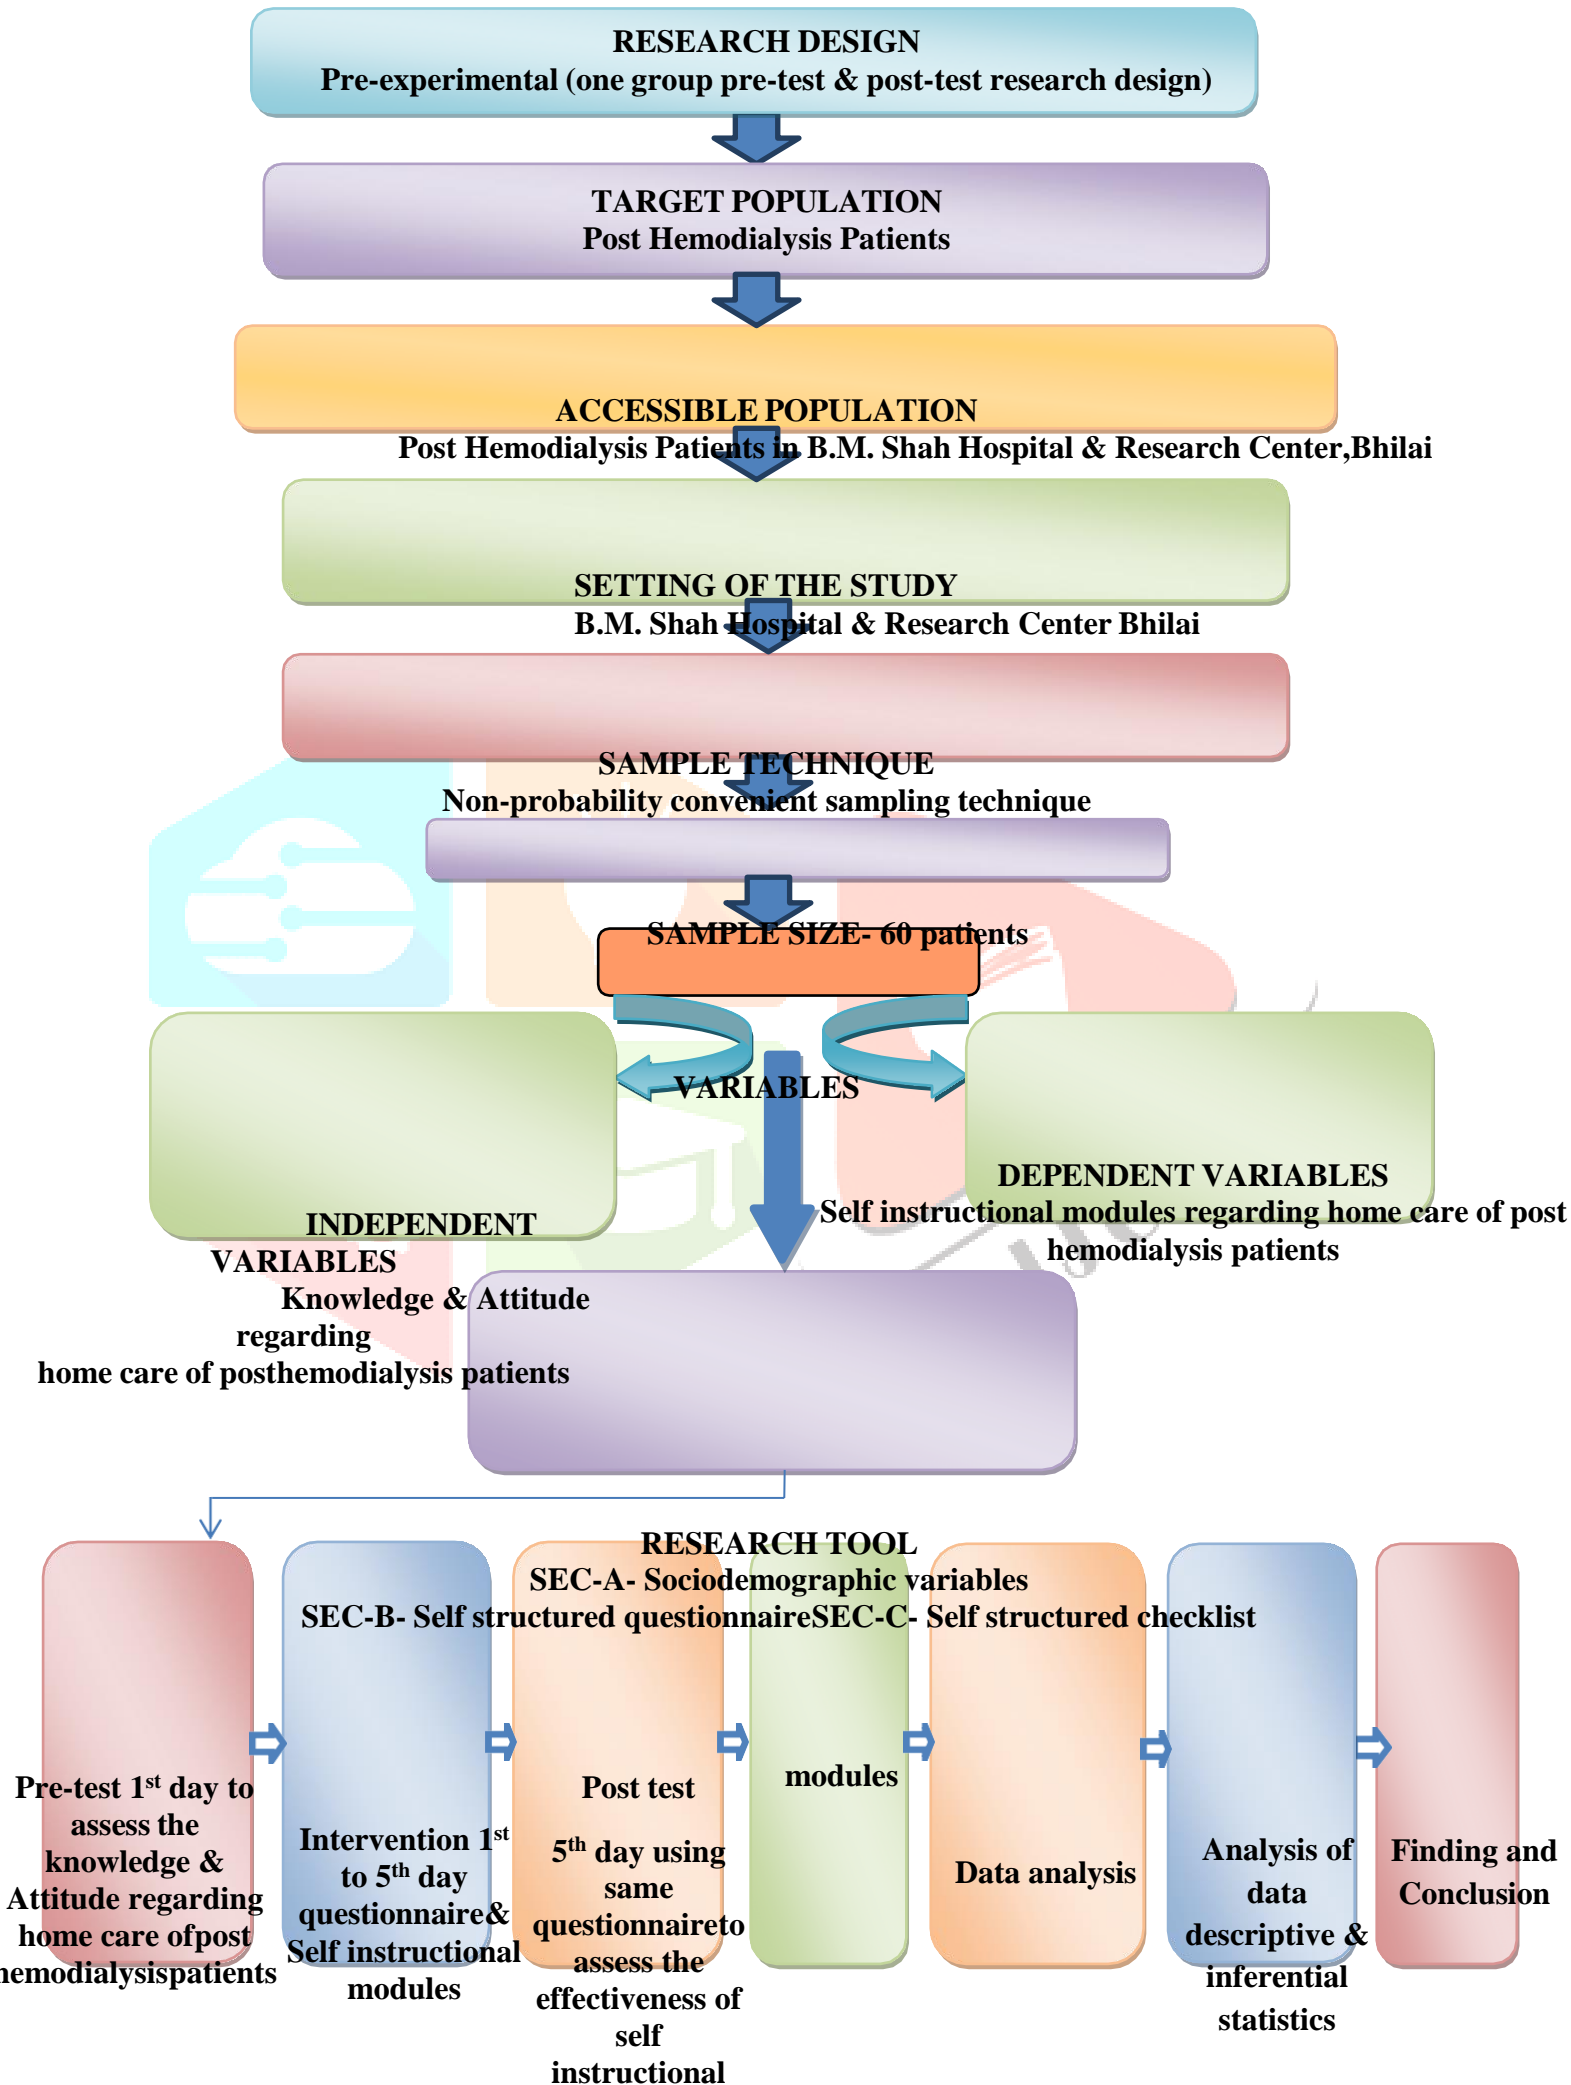 RESEARCH DESIGN
Pre-experimental (one group pre-test & post-test research design)
TARGET POPULATION
Post Hemodialysis Patients
ACCESSIBLE POPULATION
Post Hemodialysis Patients in B.M. Shah Hospital & Research Center,Bhilai
SETTING OF THE STUDY
B.M. Shah Hospital & Research Center Bhilai
SAMPLE TECHNIQUE
Non-probability convenient sampling technique
SAMPLE SIZE- 60 patients
VARIABLES
INDEPENDENT
VARIABLES
Knowledge & Attitude
regarding
home care of posthemodialysis patients
DEPENDENT VARIABLES
Self instructional modules regarding home care of post
hemodialysis patients
RESEARCH TOOL
SEC-A- Sociodemographic variables
SEC-B- Self structured questionnaireSEC-C- Self structured checklist
Pre-test 1st day to
assess the
knowledge &
Attitude regarding
home care ofpost
hemodialysispatients
Intervention 1st
to 5th day
questionnaire&
Self instructional
modules
Post test
5th day using
same
questionnaireto
assess the
effectiveness of
self
instructional
modules
Data analysis
Analysis of
data
descriptive &
inferential
statistics
Finding and
Conclusion